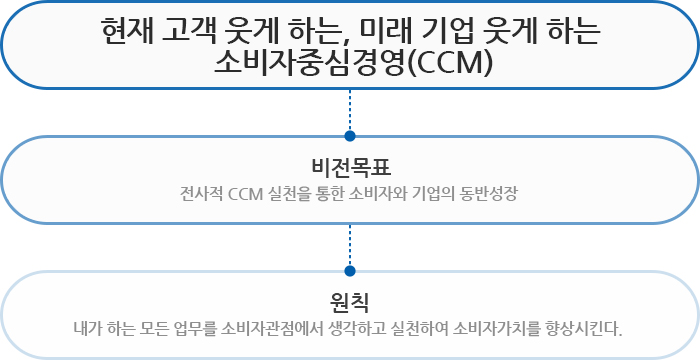 현재 고객 웃게 하는, 미래 기업 웃게 하는
소비자중심경영(CCM)
비전목표
전사적 CCM 실천을 통한 소비자와 기업의 동반성장
원칙
내가 하는 모든 업무를 소비자관점에서 생각하고 실천하여 소비자가치를 향상시킨다.